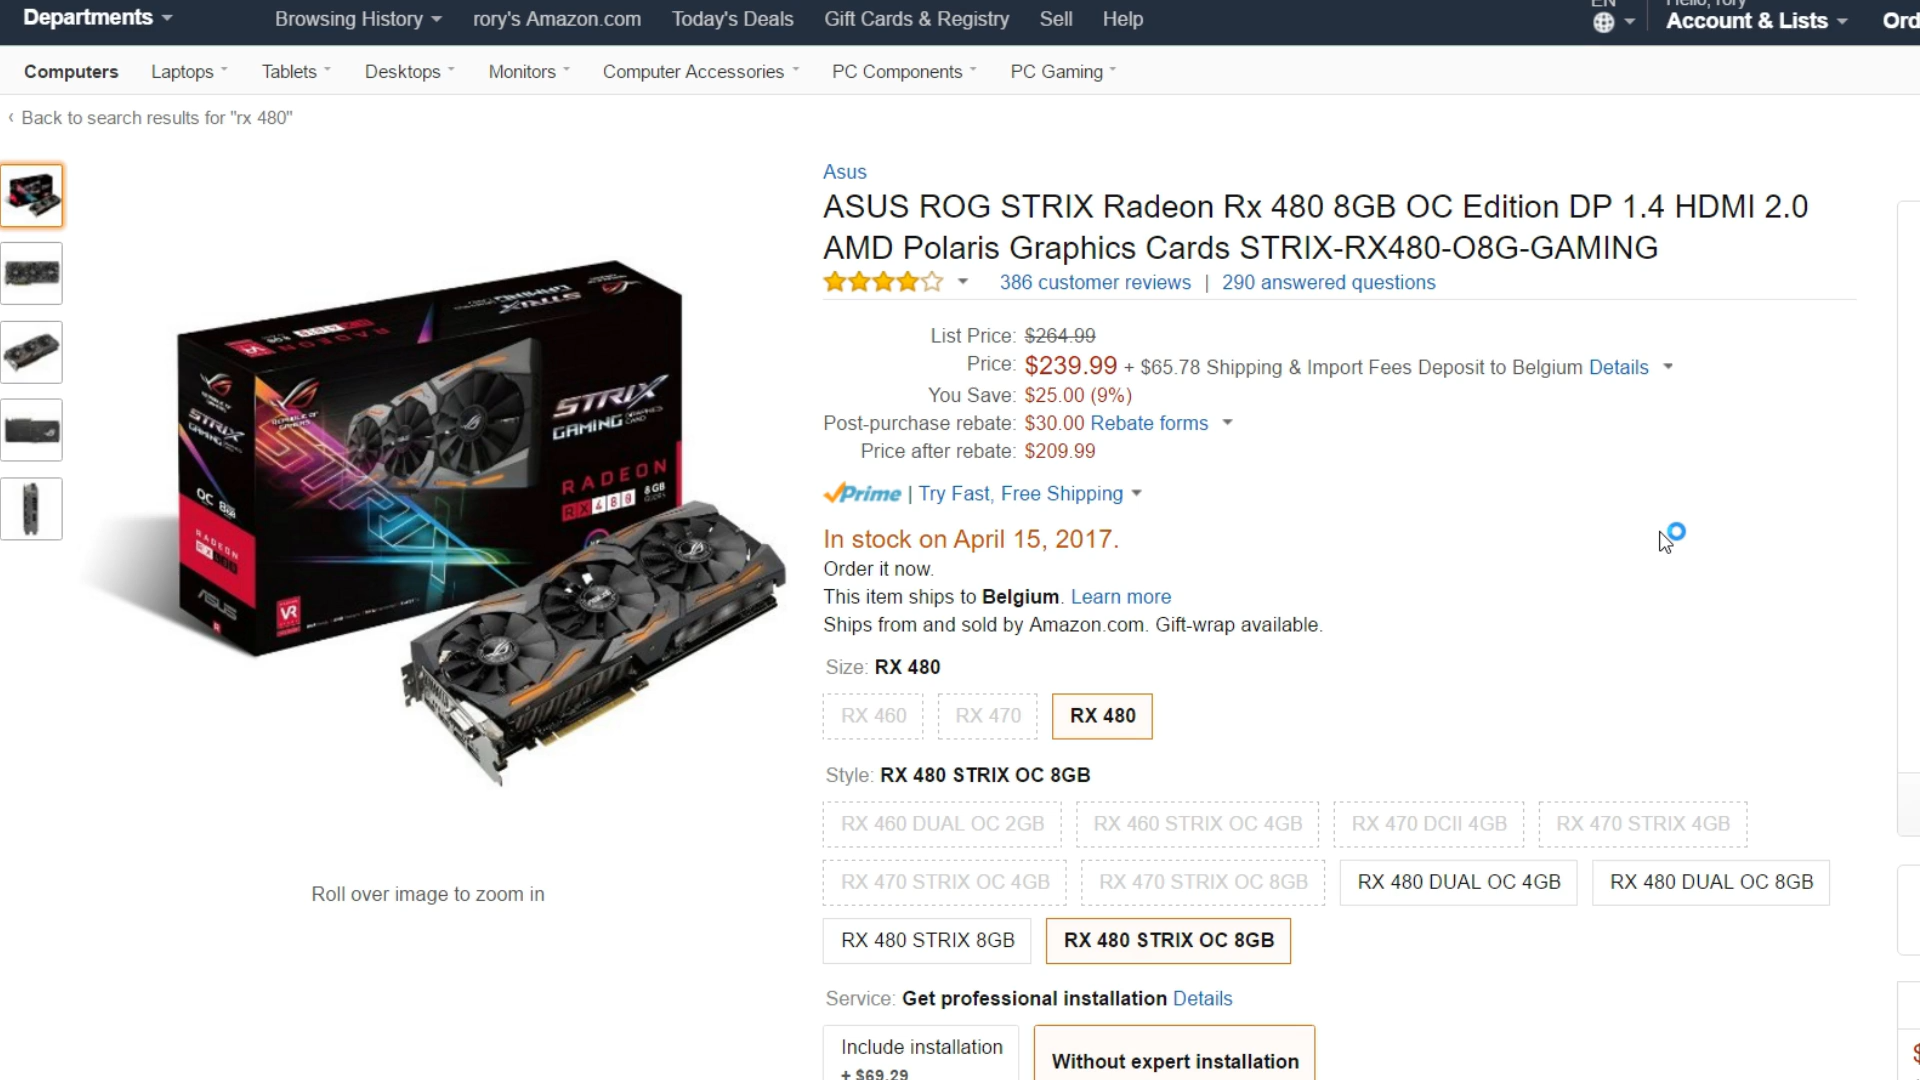 Departments
Browsing History
rory's Amazon.com
Today's Deals
Gift Cards & Registry
Sell
Help
EN
Hello, rory
Account & Lists
Computers
Laptops
Tablets
Desktops
Monitors
Computer Accessories
PC Components
PC Gaming
‹ Back to search results for "rx 480"
Asus
ASUS ROG STRIX Radeon Rx 480 8GB OC Edition DP 1.4 HDMI 2.0
AMD Polaris Graphics Cards STRIX-RX480-O8G-GAMING
386 customer reviews | 290 answered questions
List Price: $264.99
Price: $239.99 + $65.78 Shipping & Import Fees Deposit to Belgium Details
You Save: $25.00 (9%)
Post-purchase rebate: $30.00 Rebate forms
Price after rebate: $209.99
Prime | Try Fast, Free Shipping
In stock on April 15, 2017.
Order it now.
This item ships to Belgium. Learn more
Ships from and sold by Amazon.com. Gift-wrap available.
Size: RX 480
RX 460
RX 470
RX 480
Style: RX 480 STRIX OC 8GB
RX 460 DUAL OC 2GB
RX 460 STRIX OC 4GB
RX 470 DCII 4GB
RX 470 STRIX 4GB
RX 470 STRIX OC 4GB
RX 470 STRIX OC 8GB
RX 480 DUAL OC 4GB
RX 480 DUAL OC 8GB
RX 480 STRIX 8GB
RX 480 STRIX OC 8GB
Service: Get professional installation Details
Include installation
+ $69.29
Without expert installation
STRIX
GAMING GRAPHICS CARD
RADEON
RX 480 8 GB
STRIX
OC 8GB
RADEON
ASUS
VR
Roll over image to zoom in